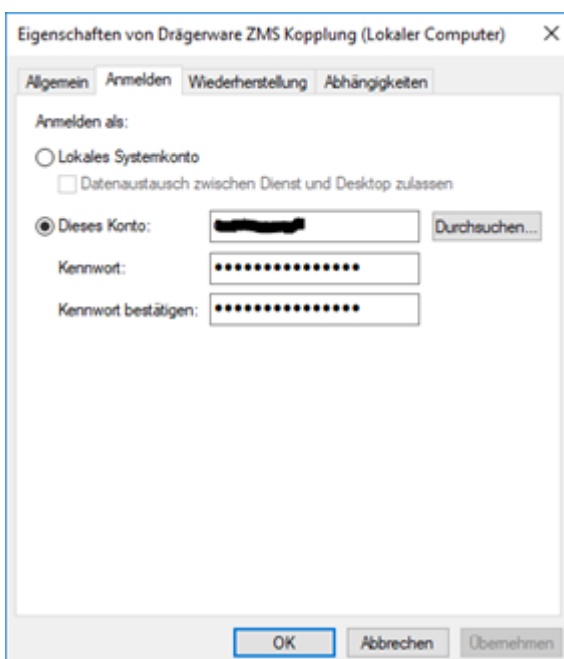 Eigenschaften von Drägerware ZMS Kopplung (Lokaler Computer)
Allgemein Anmelden Wiederherstellung Abhängigkeiten
Anmelden als:
Lokales Systemkonto
Datenaustausch zwischen Dienst und Desktop zulassen
Dieses Konto: Durchsuchen...
Kennwort: •••••••••••••••
Kennwort bestätigen: •••••••••••••••
OK Abbrechen Übernehmen